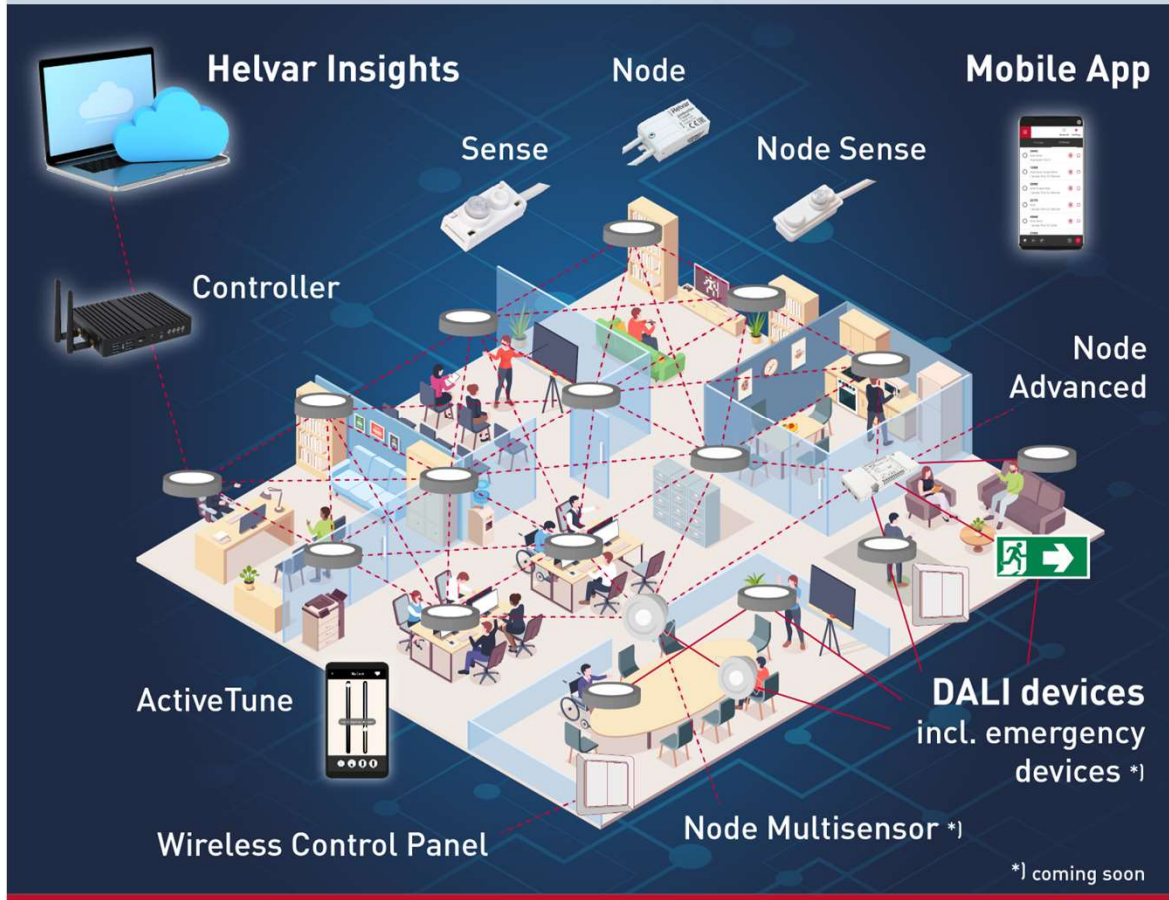 Helvar Insights
Node
Mobile App
Sense
Node Sense
Controller
Node
Advanced
ActiveTune
DALI devices
incl. emergency
devices *)
Node Multisensor *)
Wireless Control Panel
*) coming soon